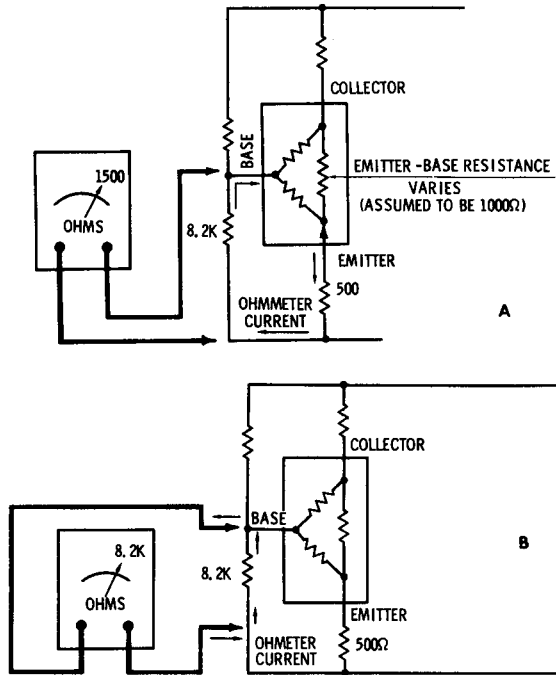 COLLECTOR
BASE
1500
OHMS
EMITTER-BASE RESISTANCE
VARIES
(ASSUMED TO BE 1000Ω)
8.2K
EMITTER
500
OHMMETER
CURRENT
A
COLLECTOR
BASE
B
8.2K
OHMS
8.2K
EMITTER
OHMETER
CURRENT
500Ω